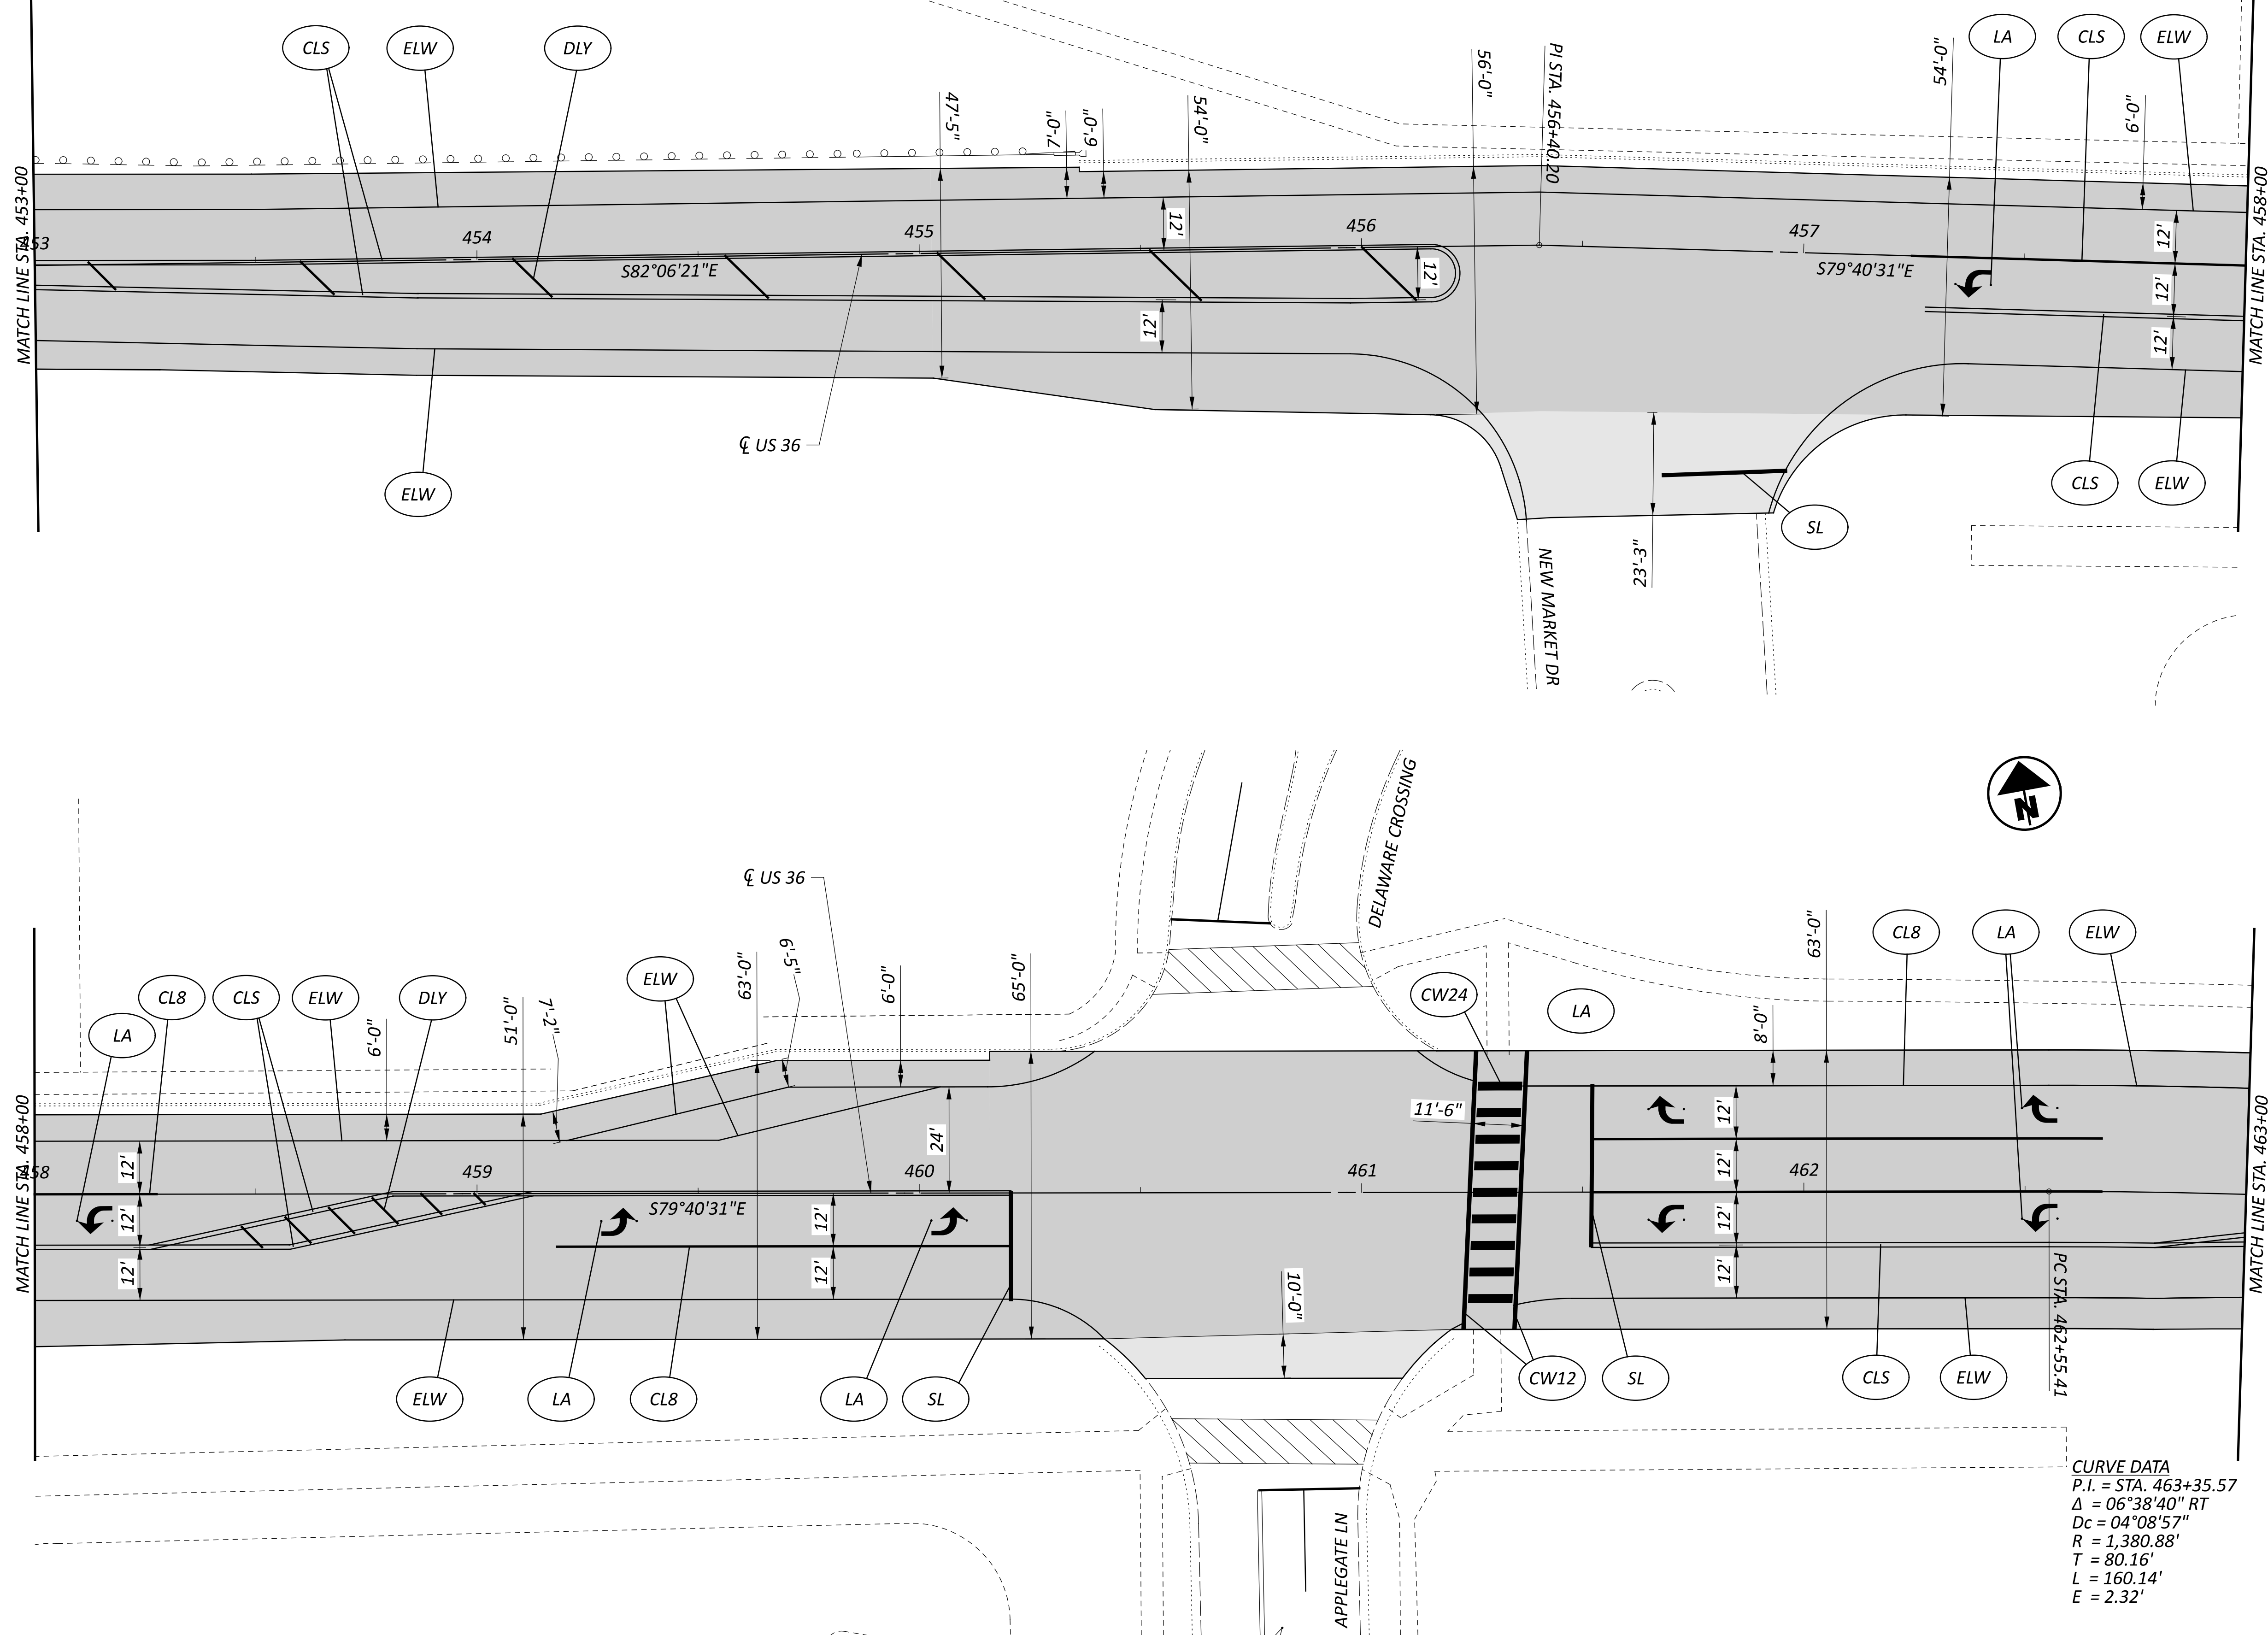 CLS
ELW
DLY
LA
CLS
ELW
47'-5"
7'-0"
6'-0"
54'-0"
56'-0"
PI STA. 456+40.20
54'-0"
6'-0"
MATCH LINE STA. 453+00
MATCH LINE STA. 458+00
453
454
455
456
457
12'
12'
12'
12'
12'
12'
S82°06'21"E
S79°40'31"E
℄ US 36
ELW
CLS
ELW
SL
23'-3"
NEW MARKET DR
N
DELAWARE CROSSING
℄ US 36
LA
CL8
CLS
ELW
DLY
ELW
6'-0"
51'-0"
7'-2"
63'-0"
6'-5"
6'-0"
65'-0"
CW24
LA
CL8
LA
ELW
63'-0"
8'-0"
11'-6"
MATCH LINE STA. 458+00
MATCH LINE STA. 463+00
458
459
460
461
462
12'
12'
12'
24'
12'
12'
12'
12'
12'
12'
S79°40'31"E
10'-0"
PC STA. 462+55.41
ELW
LA
CL8
LA
SL
CW12
SL
CLS
ELW
APPLEGATE LN
CURVE DATA
P.I. = STA. 463+35.57
Δ = 06°38'40" RT
Dc = 04°08'57"
R = 1,380.88'
T = 80.16'
L = 160.14'
E = 2.32'